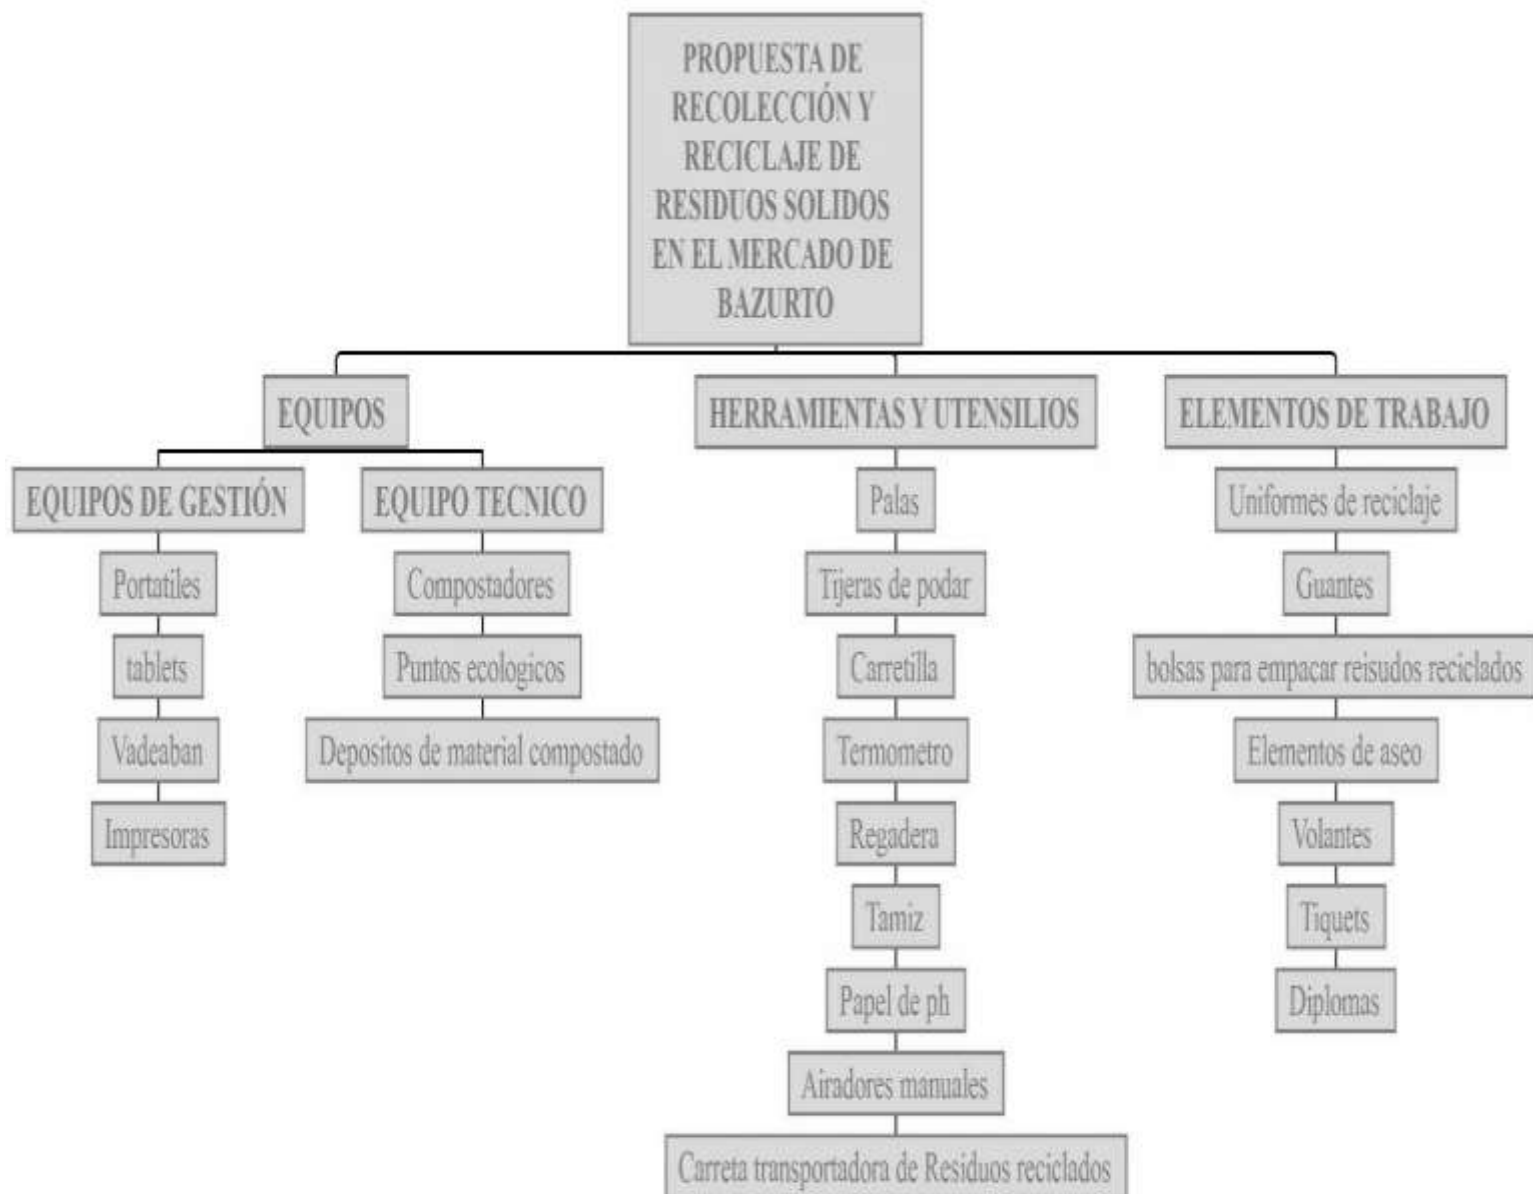 PROPUESTA DE
RECOLECCIÓN Y
RECICLAJE DE
RESIDUOS SOLIDOS
EN EL MERCADO DE
BAZURTO
EQUIPOS
HERRAMIENTAS Y UTENSILIOS
ELEMENTOS DE TRABAJO
EQUIPOS DE GESTIÓN
EQUIPO TECNICO
Portatiles
tablets
Vadeaban
Impresoras
Compostadores
Puntos ecologicos
Depositos de material compostado
Palas
Tijeras de podar
Carretilla
Termometro
Regadera
Tamiz
Papel de ph
Airadores manuales
Carreta transportadora de Residuos reciclados
Uniformes de reciclaje
Guantes
bolsas para empacar reisudos reciclados
Elementos de aseo
Volantes
Tiquets
Diplomas